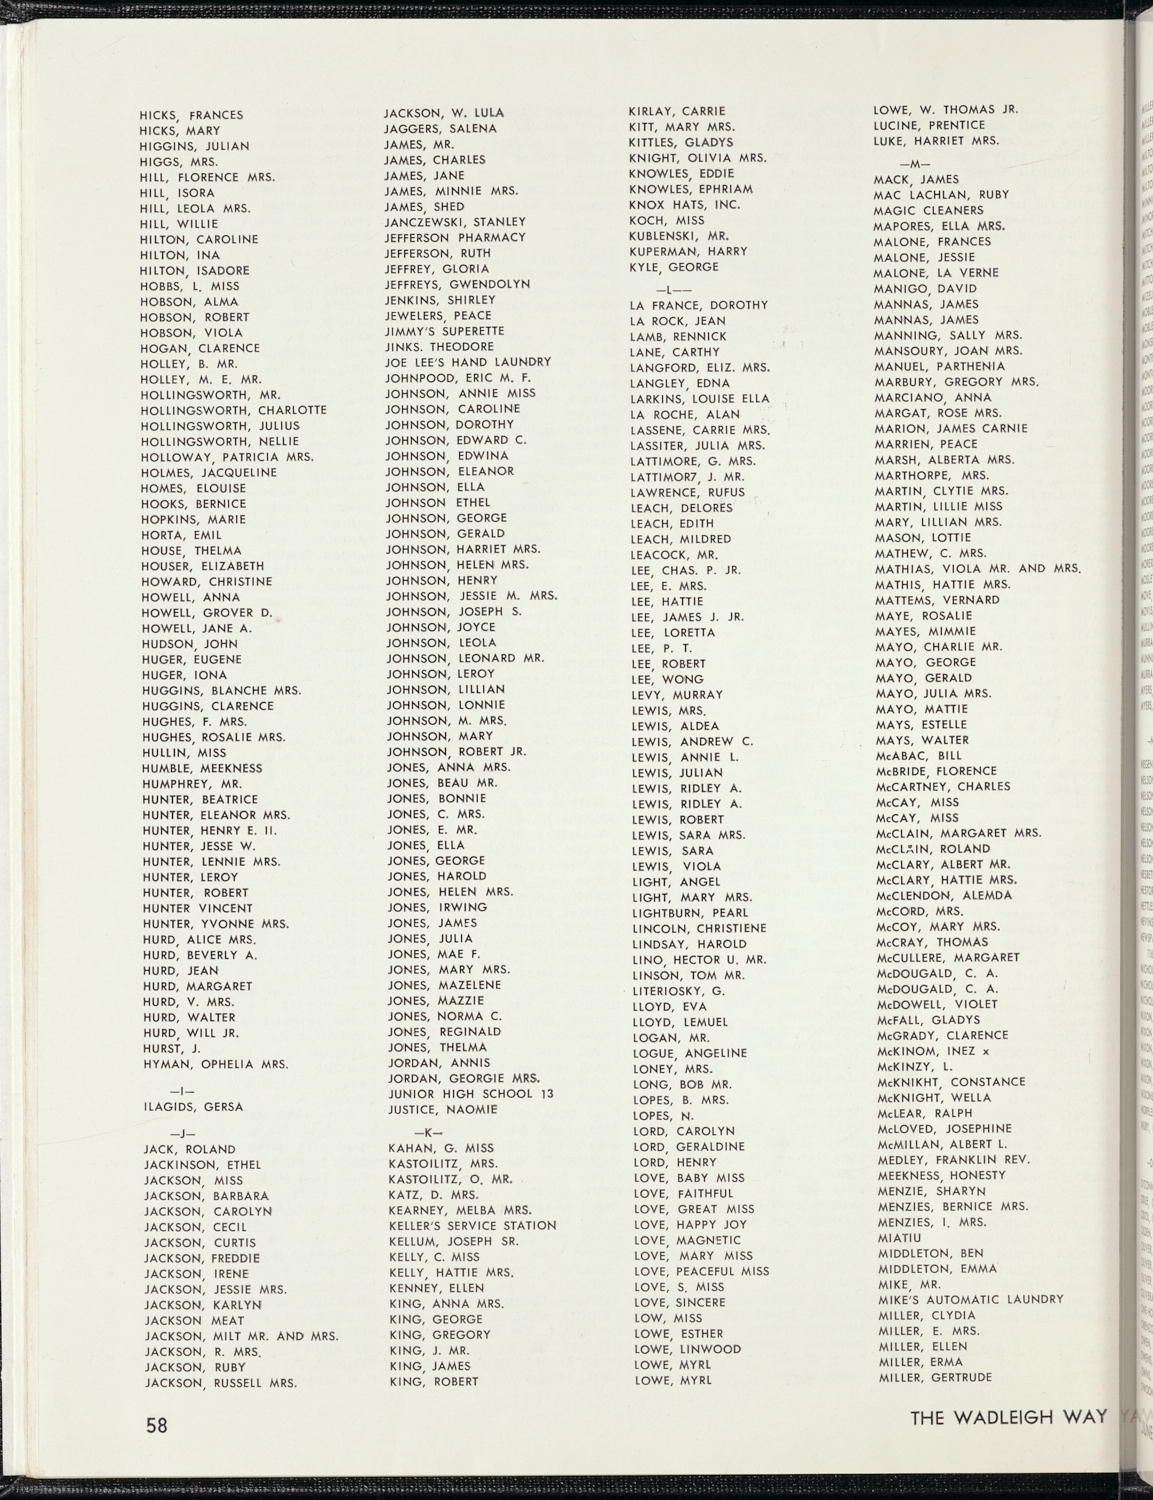 HICKS, FRANCES
HICKS, MARY
HIGGINS, JULIAN
HIGGS, MRS.
HILL, FLORENCE MRS.
HILL, ISORA
HILL, LEOLA MRS.
HILL, WILLIE
HILTON, CAROLINE
HILTON, INA
HILTON, ISADORE
HOBBS, L. MISS
HOBSON, ALMA
HOBSON, ROBERT
HOBSON, VIOLA
HOGAN, CLARENCE
HOLLEY, B. MR.
HOLLEY, M. E. MR.
HOLLINGSWORTH, MR.
HOLLINGSWORTH, CHARLOTTE
HOLLINGSWORTH, JULIUS
HOLLINGSWORTH, NELLIE
HOLLOWAY, PATRICIA MRS.
HOLMES, JACQUELINE
HOMES, ELOUISE
HOOKS, BERNICE
HOPKINS, MARIE
HORTA, EMIL
HOUSE, THELMA
HOUSER, ELIZABETH
HOWARD, CHRISTINE
HOWELL, ANNA
HOWELL, GROVER D.
HOWELL, JANE A.
HUDSON, JOHN
HUGER, EUGENE
HUGER, IONA
HUGGINS, BLANCHE MRS.
HUGGINS, CLARENCE
HUGHES, F. MRS.
HUGHES, ROSALIE MRS.
HULLIN, MISS
HUMBLE, MEEKNESS
HUMPHREY, MR.
HUNTER, BEATRICE
HUNTER, ELEANOR MRS.
HUNTER, HENRY E. II.
HUNTER, JESSE W.
HUNTER, LENNIE MRS.
HUNTER, LEROY
HUNTER, ROBERT
HUNTER VINCENT
HUNTER, YVONNE MRS.
HURD, ALICE MRS.
HURD, BEVERLY A.
HURD, JEAN
HURD, MARGARET
HURD, V. MRS.
HURD, WALTER
HURD, WILL JR.
HURST, J.
HYMAN, OPHELIA MRS.
—I—
ILAGIDS, GERSA
—J—
JACK, ROLAND
JACKINSON, ETHEL
JACKSON, MISS
JACKSON, BARBARA
JACKSON, CAROLYN
JACKSON, CECIL
JACKSON, CURTIS
JACKSON, FREDDIE
JACKSON, IRENE
JACKSON, JESSIE MRS.
JACKSON, KARLYN
JACKSON MEAT
JACKSON, MILT MR. AND MRS.
JACKSON, R. MRS.
JACKSON, RUBY
JACKSON, RUSSELL MRS.
JACKSON, W. LULA
JAGGERS, SALENA
JAMES, MR.
JAMES, CHARLES
JAMES, JANE
JAMES, MINNIE MRS.
JAMES, SHED
JANCZEWSKI, STANLEY
JEFFERSON PHARMACY
JEFFERSON, RUTH
JEFFREY, GLORIA
JEFFREYS, GWENDOLYN
JENKINS, SHIRLEY
JEWELERS, PEACE
JIMMY'S SUPERETTE
JINKS. THEODORE
JOE LEE'S HAND LAUNDRY
JOHNPOOD, ERIC M. F.
JOHNSON, ANNIE MISS
JOHNSON, CAROLINE
JOHNSON, DOROTHY
JOHNSON, EDWARD C.
JOHNSON, EDWINA
JOHNSON, ELEANOR
JOHNSON, ELLA
JOHNSON ETHEL
JOHNSON, GEORGE
JOHNSON, GERALD
JOHNSON, HARRIET MRS.
JOHNSON, HELEN MRS.
JOHNSON, HENRY
JOHNSON, JESSIE M. MRS.
JOHNSON, JOSEPH S.
JOHNSON, JOYCE
JOHNSON, LEOLA
JOHNSON, LEONARD MR.
JOHNSON, LEROY
JOHNSON, LILLIAN
JOHNSON, LONNIE
JOHNSON, M. MRS.
JOHNSON, MARY
JOHNSON, ROBERT JR.
JONES, ANNA MRS.
JONES, BEAU MR.
JONES, BONNIE
JONES, C. MRS.
JONES, E. MR.
JONES, ELLA
JONES, GEORGE
JONES, HAROLD
JONES, HELEN MRS.
JONES, IRWING
JONES, JAMES
JONES, JULIA
JONES, MAE F.
JONES, MARY MRS.
JONES, MAZELENE
JONES, MAZZIE
JONES, NORMA C.
JONES, REGINALD
JONES, THELMA
JORDAN, ANNIS
JORDAN, GEORGIE MRS.
JUNIOR HIGH SCHOOL 13
JUSTICE, NAOMIE
—K—
KAHAN, G. MISS
KASTOILITZ, MRS.
KASTOILITZ, O. MR.
KATZ, D. MRS.
KEARNEY, MELBA MRS.
KELLER'S SERVICE STATION
KELLUM, JOSEPH SR.
KELLY, C. MISS
KELLY, HATTIE MRS.
KENNEY, ELLEN
KING, ANNA MRS.
KING, GEORGE
KING, GREGORY
KING, J. MR.
KING, JAMES
KING, ROBERT
KIRLAY, CARRIE
KITT, MARY MRS.
KITTLES, GLADYS
KNIGHT, OLIVIA MRS.
KNOWLES, EDDIE
KNOWLES, EPHRIAM
KNOX HATS, INC.
KOCH, MISS
KUBLENSKI, MR.
KUPERMAN, HARRY
KYLE, GEORGE
—L—
LA FRANCE, DOROTHY
LA ROCK, JEAN
LAMB, RENNICK
LANE, CARTHY
LANGFORD, ELIZ. MRS.
LANGLEY, EDNA
LARKINS, LOUISE ELLA
LA ROCHE, ALAN
LASSENE, CARRIE MRS.
LASSITER, JULIA MRS.
LATTIMORE, G. MRS.
LATTIMOR7, J. MR.
LAWRENCE, RUFUS
LEACH, DELORES
LEACH, EDITH
LEACH, MILDRED
LEACOCK, MR.
LEE, CHAS. P. JR.
LEE, E. MRS.
LEE, HATTIE
LEE, JAMES J. JR.
LEE, LORETTA
LEE, P. T.
LEE, ROBERT
LEE, WONG
LEVY, MURRAY
LEWIS, MRS.
LEWIS, ALDEA
LEWIS, ANDREW C.
LEWIS, ANNIE L.
LEWIS, JULIAN
LEWIS, RIDLEY A.
LEWIS, RIDLEY A.
LEWIS, ROBERT
LEWIS, SARA MRS.
LEWIS, SARA
LEWIS, VIOLA
LIGHT, ANGEL
LIGHT, MARY MRS.
LIGHTBURN, PEARL
LINCOLN, CHRISTIENE
LINDSAY, HAROLD
LINO, HECTOR U. MR.
LINSON, TOM MR.
LITERIOSKY, G.
LLOYD, EVA
LLOYD, LEMUEL
LOGAN, MR.
LOGUE, ANGELINE
LONEY, MRS.
LONG, BOB MR.
LOPES, B. MRS.
LOPES, N.
LORD, CAROLYN
LORD, GERALDINE
LORD, HENRY
LOVE, BABY MISS
LOVE, FAITHFUL
LOVE, GREAT MISS
LOVE, HAPPY JOY
LOVE, MAGNETIC
LOVE, MARY MISS
LOVE, PEACEFUL MISS
LOVE, S. MISS
LOVE, SINCERE
LOW, MISS
LOWE, ESTHER
LOWE, LINWOOD
LOWE, MYRL
LOWE, MYRL
LOWE, W. THOMAS JR.
LUCINE, PRENTICE
LUKE, HARRIET MRS.
—M—
MACK, JAMES
MAC LACHLAN, RUBY
MAGIC CLEANERS
MAPORES, ELLA MRS.
MALONE, FRANCES
MALONE, JESSIE
MALONE, LA VERNE
MANIGO, DAVID
MANNAS, JAMES
MANNAS, JAMES
MANNING, SALLY MRS.
MANSOURY, JOAN MRS.
MANUEL, PARTHENIA
MARBURY, GREGORY MRS.
MARCIANO, ANNA
MARGAT, ROSE MRS.
MARION, JAMES CARNIE
MARRIEN, PEACE
MARSH, ALBERTA MRS.
MARTHORPE, MRS.
MARTIN, CLYTIE MRS.
MARTIN, LILLIE MISS
MARY, LILLIAN MRS.
MASON, LOTTIE
MATHEW, C. MRS.
MATHIAS, VIOLA MR. AND MRS.
MATHIS, HATTIE MRS.
MATTEMS, VERNARD
MAYE, ROSALIE
MAYES, MIMMIE
MAYO, CHARLIE MR.
MAYO, GEORGE
MAYO, GERALD
MAYO, JULIA MRS.
MAYO, MATTIE
MAYS, ESTELLE
MAYS, WALTER
McABAC, BILL
McBRIDE, FLORENCE
McCARTNEY, CHARLES
McCAY, MISS
McCAY, MISS
McCLAIN, MARGARET MRS.
McCLAIN, ROLAND
McCLARY, ALBERT MR.
McCLARY, HATTIE MRS.
McCLENDON, ALEMDA
McCORD, MRS.
McCOY, MARY MRS.
McCRAY, THOMAS
McCULLERE, MARGARET
McDOUGALD, C. A.
McDOUGALD, C. A.
McDOWELL, VIOLET
McFALL, GLADYS
McGRADY, CLARENCE
McKINOM, INEZ x
McKINZY, L.
McKNIKHT, CONSTANCE
McKNIGHT, WELLA
McLEAR, RALPH
McLOVED, JOSEPHINE
McMILLAN, ALBERT L.
MEDLEY, FRANKLIN REV.
MEEKNESS, HONESTY
MENZIE, SHARYN
MENZIES, BERNICE MRS.
MENZIES, I. MRS.
MIATIU
MIDDLETON, BEN
MIDDLETON, EMMA
MIKE, MR.
MIKE'S AUTOMATIC LAUNDRY
MILLER, CLYDIA
MILLER, E. MRS.
MILLER, ELLEN
MILLER, ERMA
MILLER, GERTRUDE
58
THE WADLEIGH WAY